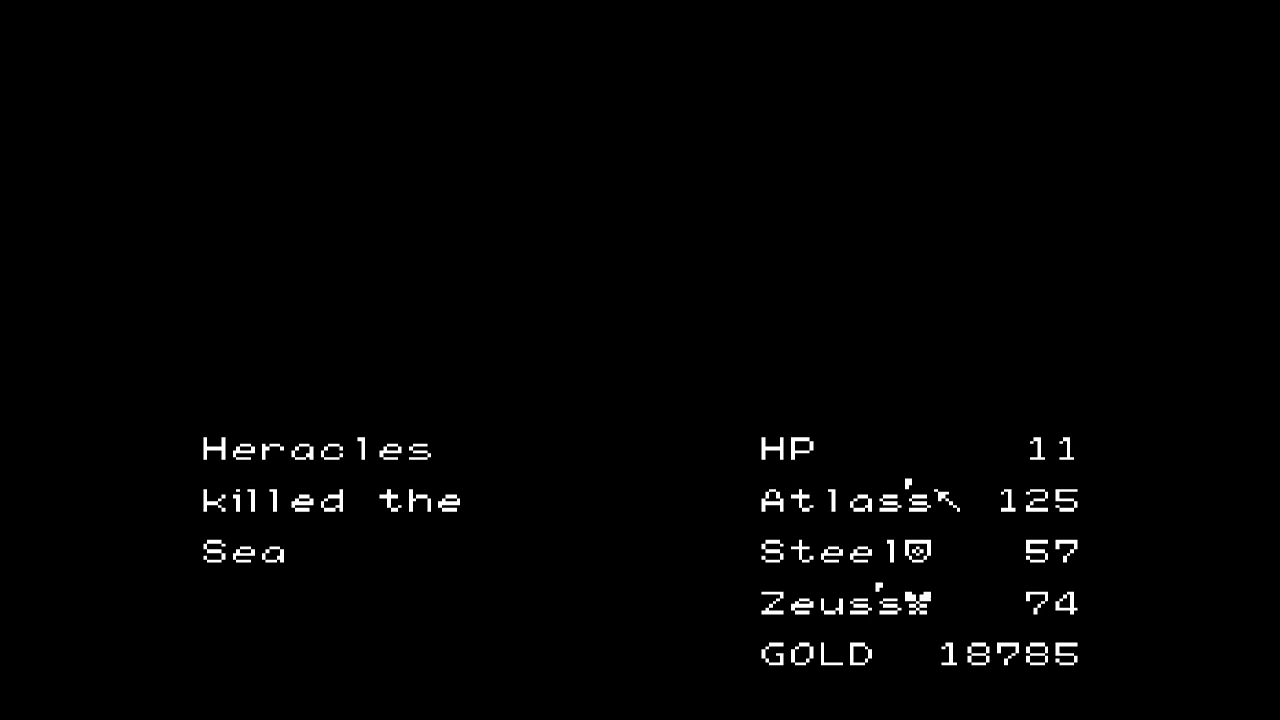 Heracles
killed the
Sea
HP 11
Atlas's 125
Steel 57
Zeus's 74
GOLD 18785